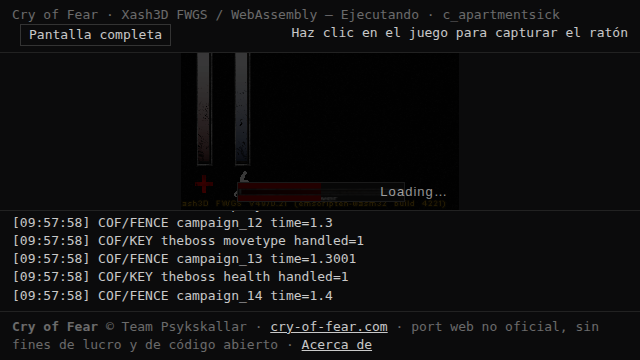 Cry of Fear · Xash3D FWGS / WebAssembly — Ejecutando · c_apartmentsick
Pantalla completa
Haz clic en el juego para capturar el ratón
Loading...
[09:57:58] COF/FENCE campaign_12 time=1.3
[09:57:58] COF/KEY theboss movetype handled=1
[09:57:58] COF/FENCE campaign_13 time=1.3001
[09:57:58] COF/KEY theboss health handled=1
[09:57:58] COF/FENCE campaign_14 time=1.4
Cry of Fear © Team Psykskallar · cry-of-fear.com · port web no oficial, sin
fines de lucro y de código abierto · Acerca de